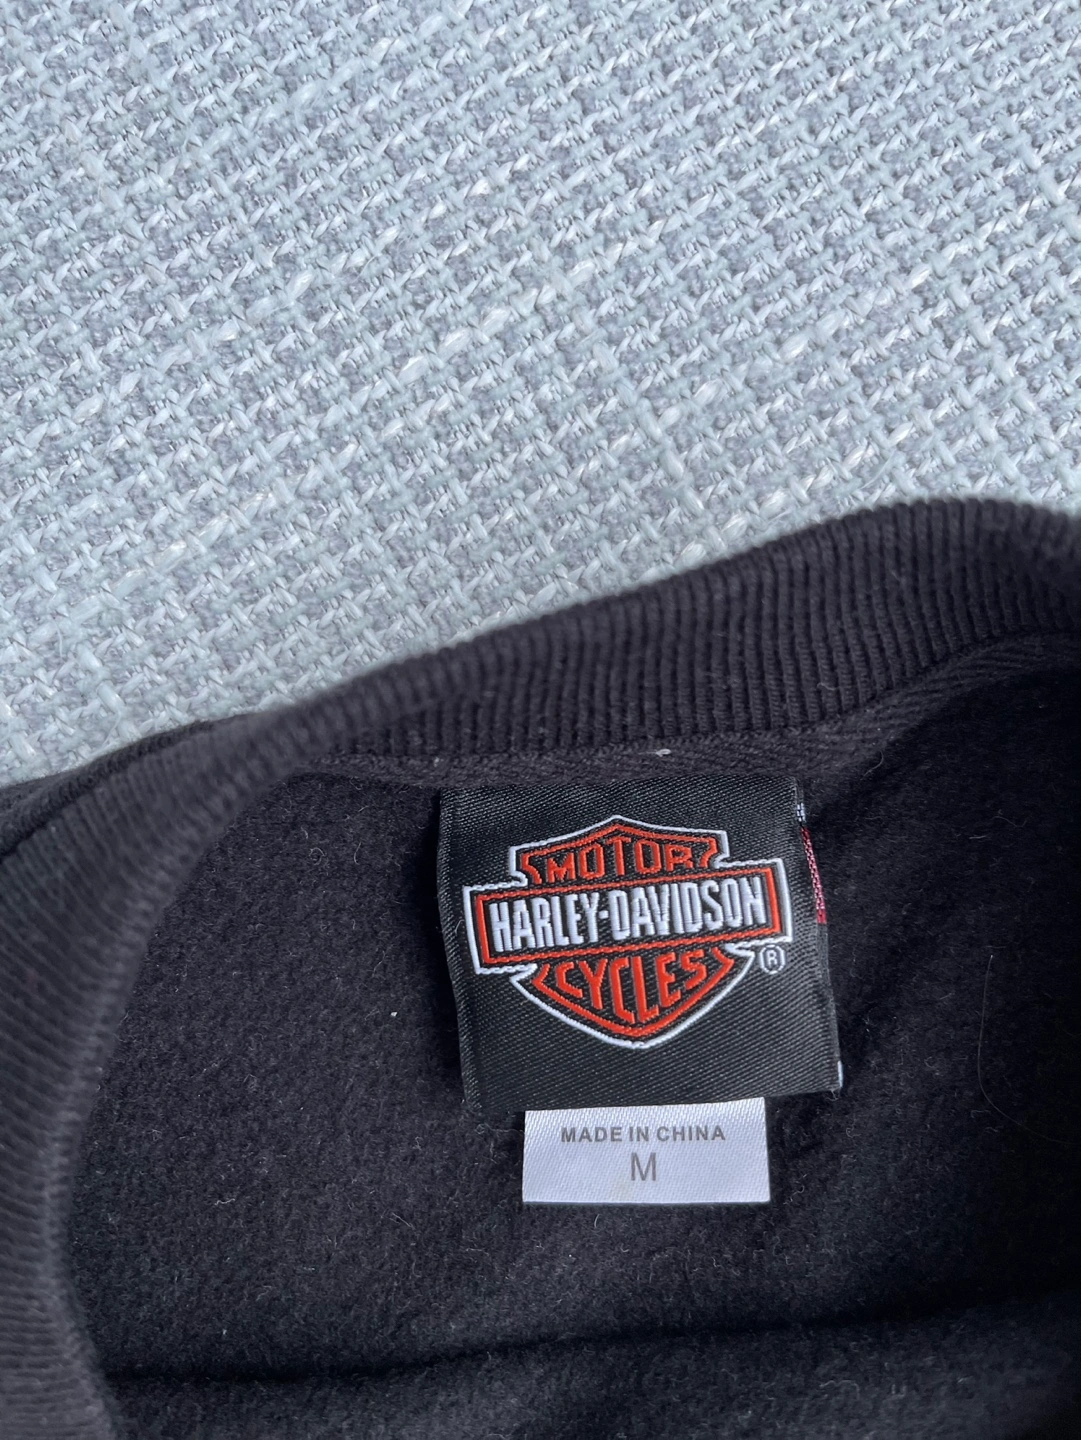 MOTOR
HARLEY-DAVIDSON
CYCLES
®
MADE IN CHINA
M